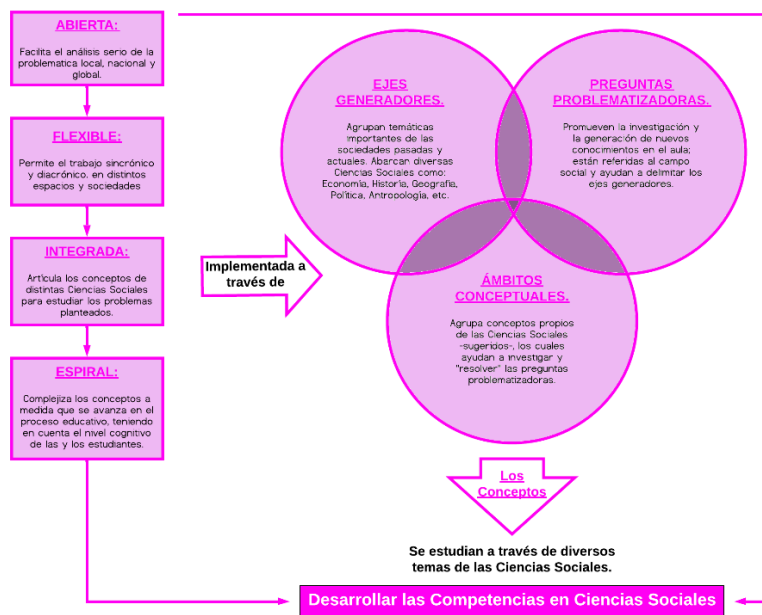 ABIERTA:
Facilita el análisis serio de la
problematica local, nacional y
global.
FLEXIBLE:
Permite el trabajo sincrónico
y diacrónico, en distintos
espacios y sociedades
INTEGRADA:
Artícula los conceptos de
distintas Ciencias Sociales
para estudiar los problemas
planteados.
ESPIRAL:
Complejiza los conceptos a
medida que se avanza en el
proceso educativo, teniendo
en cuenta el nivel cognitivo
de las y los estudiantes.
Implementada a
través de
EJES
GENERADORES.
Agrupan temáticas
importantes de las
sociedades pasadas y
actuales. Abarcan diversas
Ciencias Sociales como:
Economía, Historía, Geografía,
Política, Antropología, etc.
PREGUNTAS
PROBLEMATIZADORAS.
Promueven la investigación y
la generación de nuevos
conocimientos en el aula;
están referidas al campo
social y ayudan a delimitar los
ejes generadores.
ÁMBITOS
CONCEPTUALES.
Agrupa conceptos propios
de las Ciencias Sociales
-sugeridos-, los cuales
ayudan a investigar y
"resolver" las preguntas
problematizadoras.
Los
Conceptos
Se estudian a través de diversos
temas de las Ciencias Sociales.
Desarrollar las Competencias en Ciencias Sociales